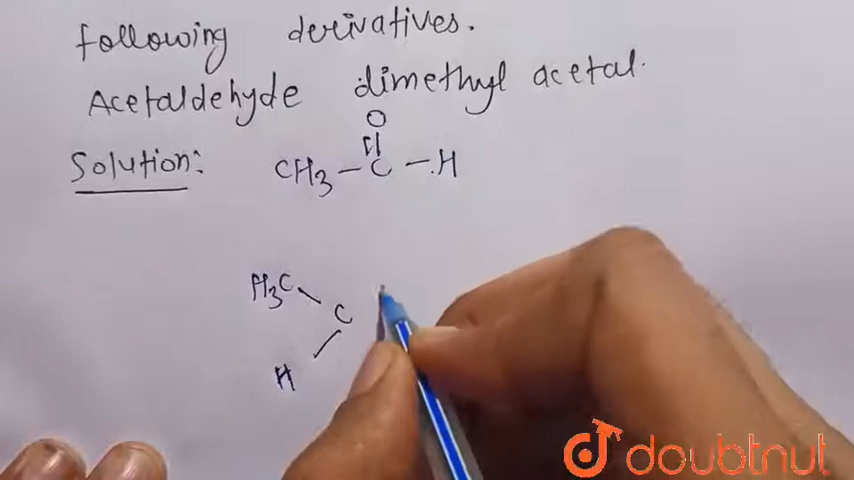 following derivatives.
Acetaldehyde dimethyl acetal.
Solution:
O
CH3 - C - H
H3C
C
H
doubtnut